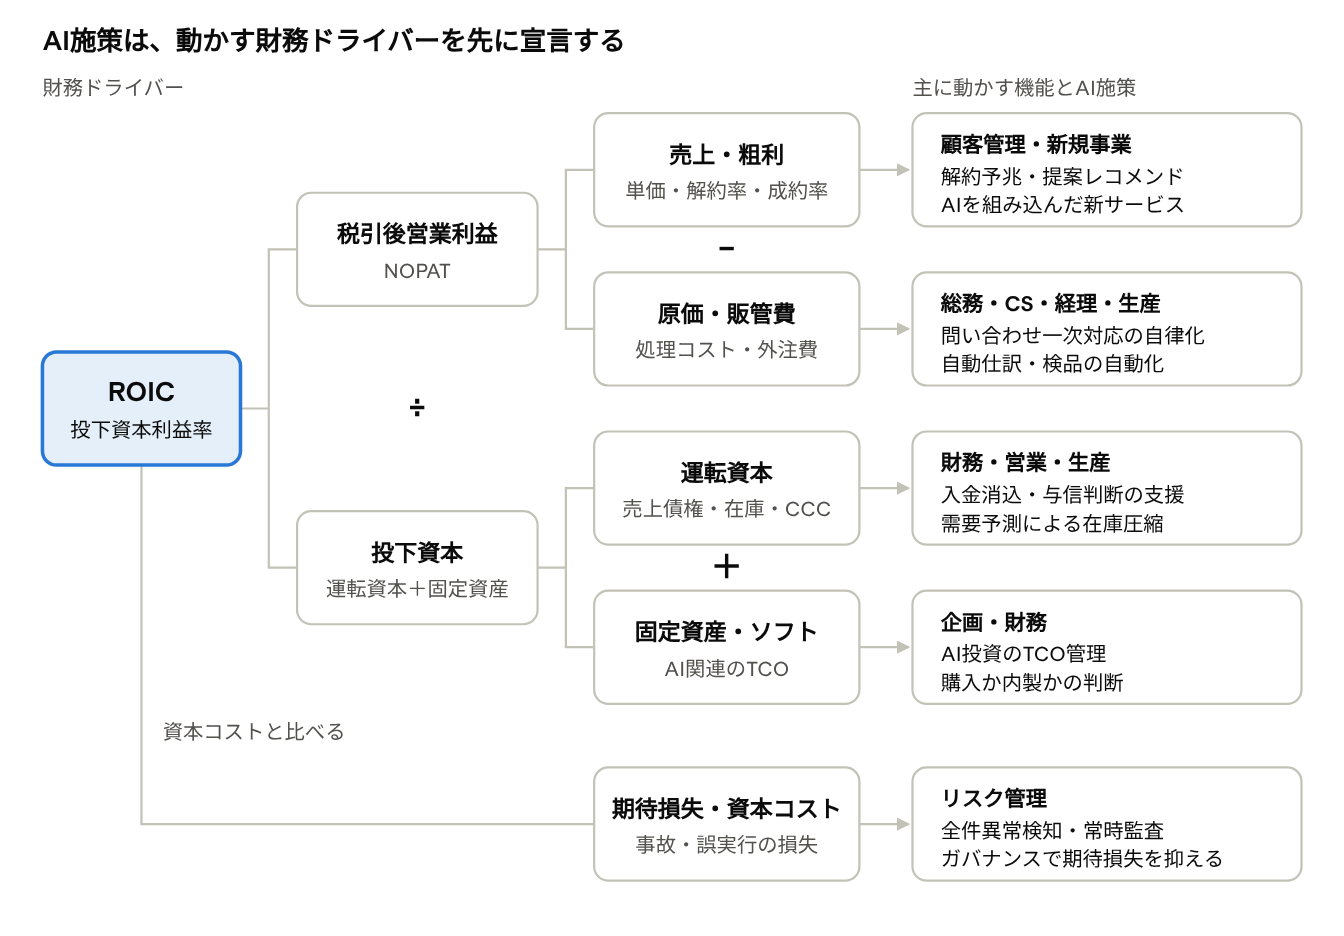 AI施策は、動かす財務ドライバーを先に宣言する
財務ドライバー
主に動かす機能とAI施策
ROIC
投下資本利益率
税引後営業利益
NOPAT
÷
投下資本
運転資本＋固定資産
売上・粗利
単価・解約率・成約率
−
原価・販管費
処理コスト・外注費
運転資本
売上債権・在庫・CCC
＋
固定資産・ソフト
AI関連のTCO
資本コストと比べる
期待損失・資本コスト
事故・誤実行の損失
顧客管理・新規事業
解約予兆・提案レコメンド
AIを組み込んだ新サービス
総務・CS・経理・生産
問い合わせ一次対応の自律化
自動仕訳・検品の自動化
財務・営業・生産
入金消込・与信判断の支援
需要予測による在庫圧縮
企画・財務
AI投資のTCO管理
購入か内製かの判断
リスク管理
全件異常検知・常時監査
ガバナンスで期待損失を抑える